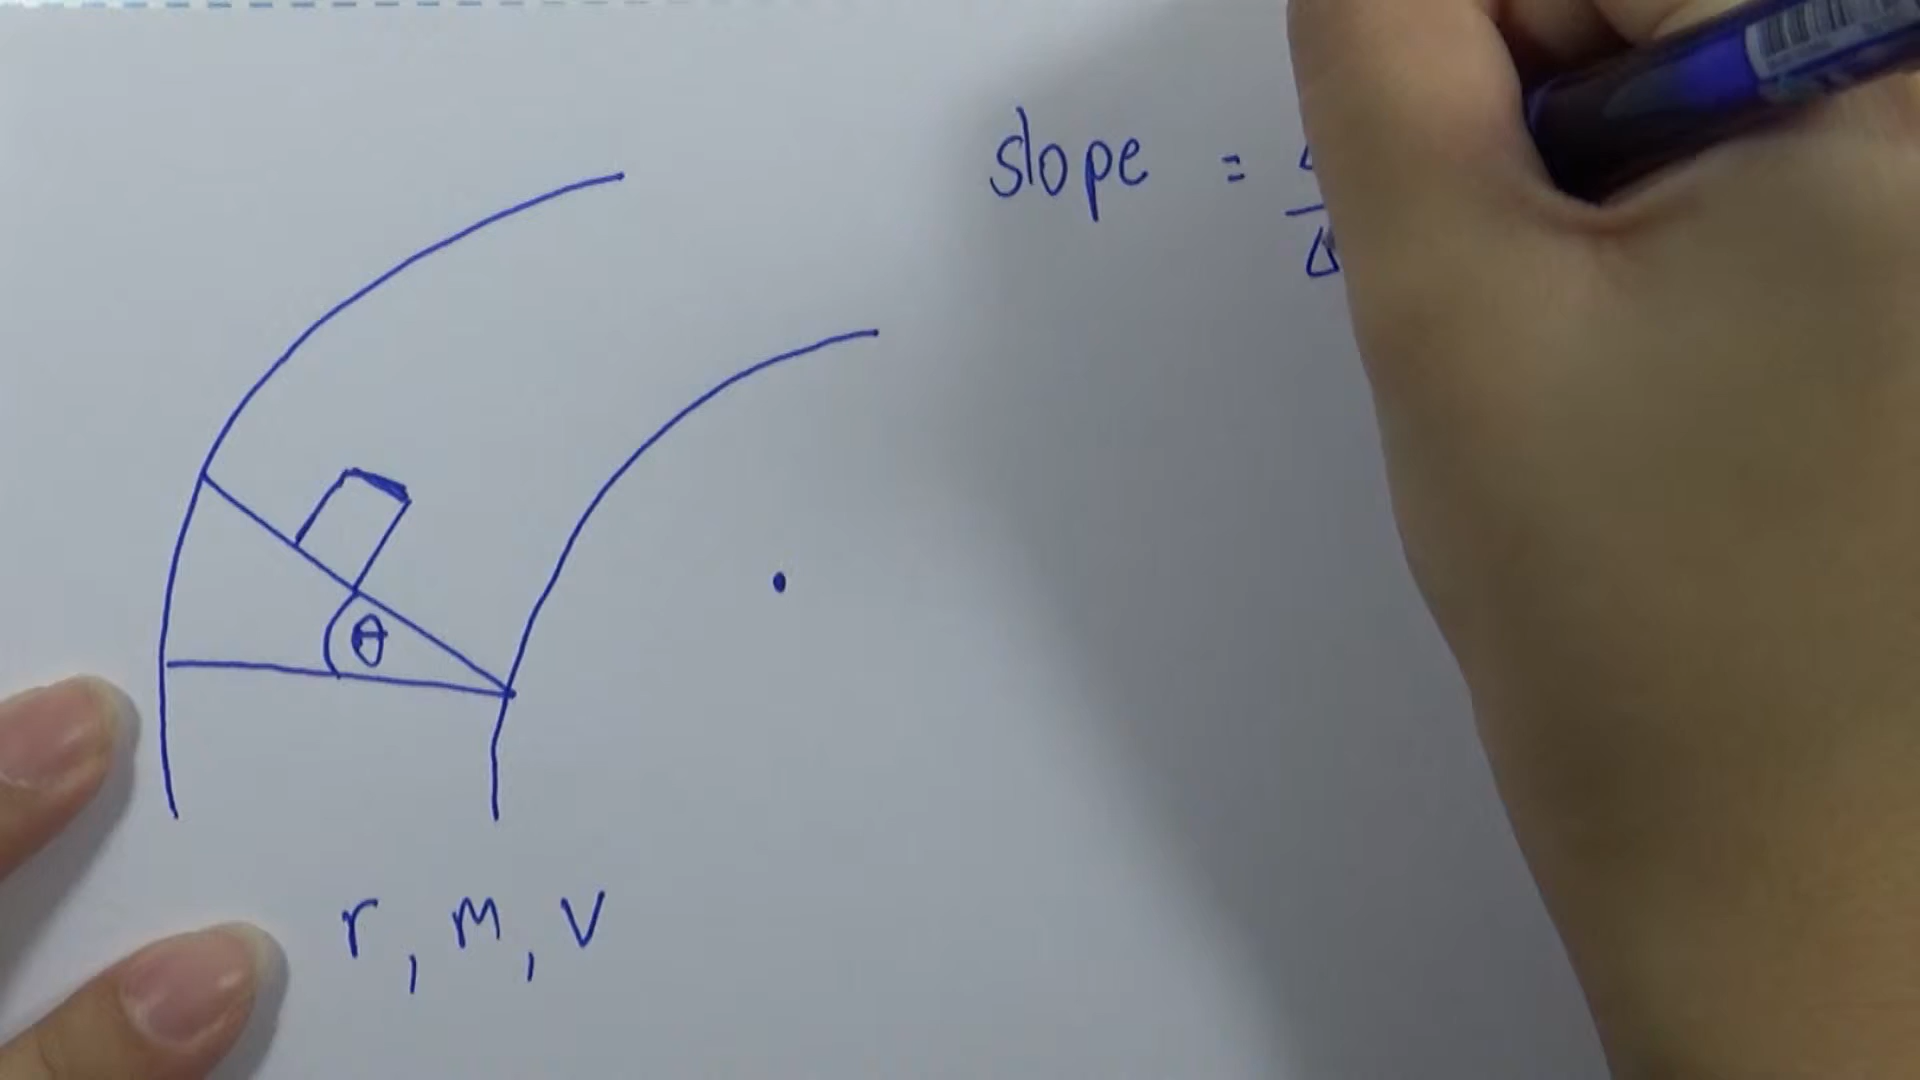 slope = Δ/Δ
θ
r, m, v